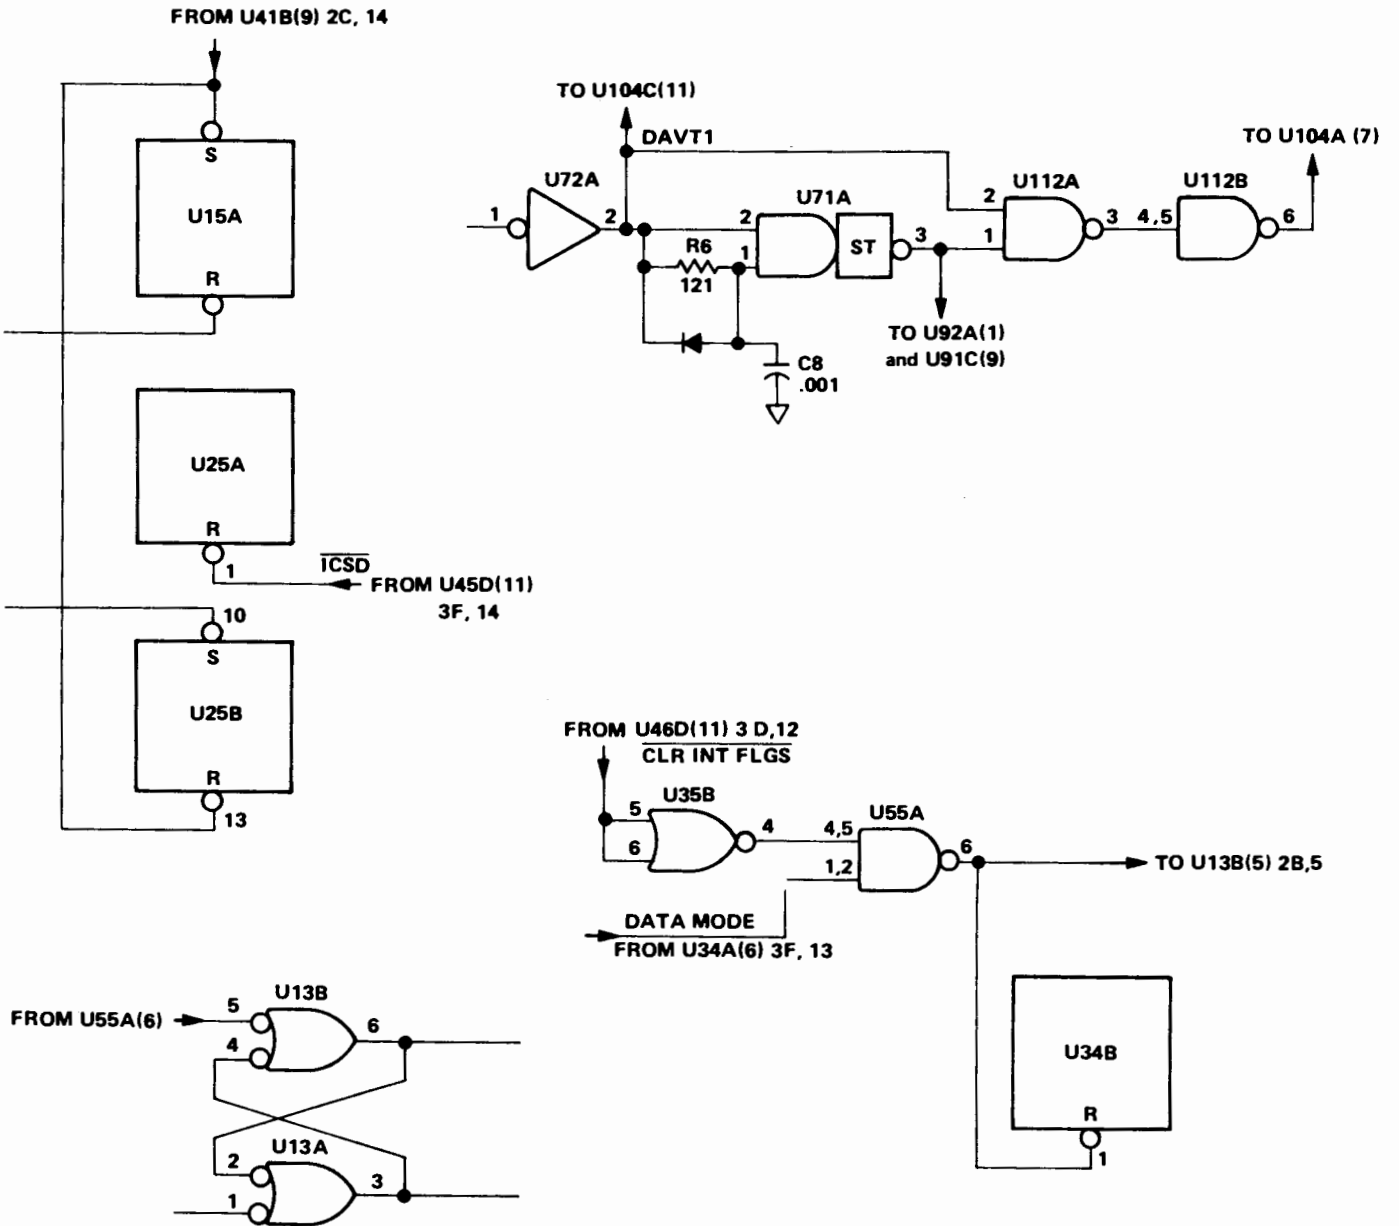 FROM U41B(9) 2C, 14
S
U15A
R
U25A
R
1
ICSD
FROM U45D(11)
3F, 14
10
S
U25B
R
13
TO U104C(11)
DAVT1
U72A
1
2
U71A
2
R6
121
1
ST
3
TO U92A(1)
and U91C(9)
C8
.001
U112A
2
1
3
U112B
4,5
6
TO U104A (7)
FROM U46D(11) 3 D,12
CLR INT FLGS
U35B
5
6
4
U55A
4,5
1,2
6
TO U13B(5) 2B,5
DATA MODE
FROM U34A(6) 3F, 13
U34B
R
1
FROM U55A(6)
U13B
5
4
6
U13A
2
1
3